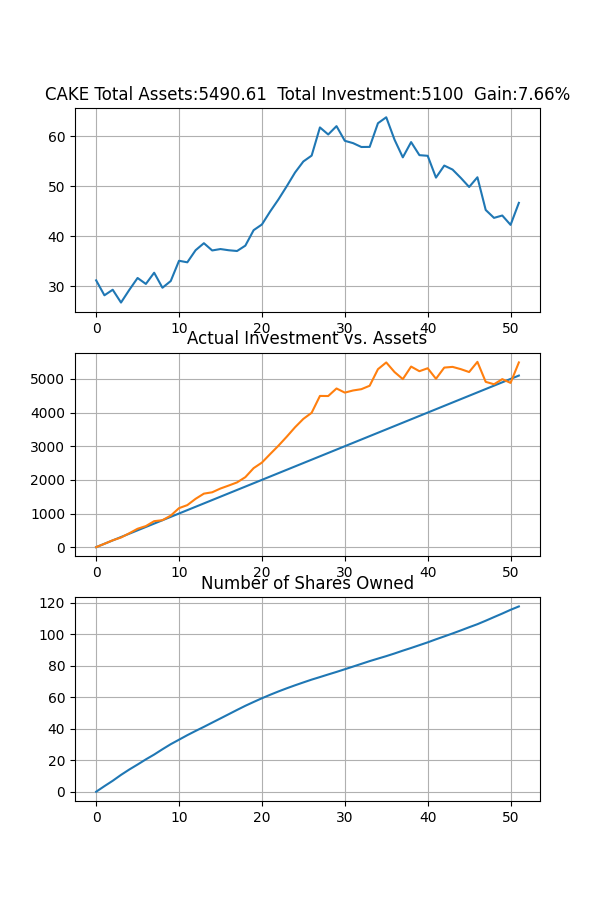 CAKE Total Assets:5490.61  Total Investment:5100  Gain:7.66%
60
50
40
30
0 10 20 30 40 50
Actual Investment vs. Assets
5000
4000
3000
2000
1000
0
0 10 20 30 40 50
Number of Shares Owned
120
100
80
60
40
20
0
0 10 20 30 40 50